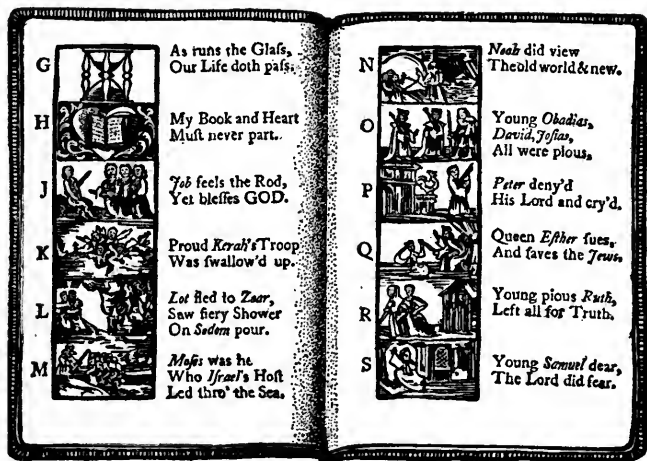 G
As runs the Glaſs,
Our Life doth paſs.
H
My Book and Heart
Muſt never part.
J
Job feels the Rod,
Yet bleſſes GOD.
K
Proud Korah's Troop
Was ſwallow'd up.
L
Lot fled to Zoar,
Saw fiery Shower
On Sodom pour.
M
Moſes was he
Who Iſrael's Hoſt
Led thro' the Sea.
N
Noah did view
The old world & new.
O
Young Obadias,
David, Joſias,
All were pious.
P
Peter deny'd
His Lord and cry'd.
Q
Queen Eſther ſues,
And ſaves the Jews.
R
Young pious Ruth,
Left all for Truth.
S
Young Samuel dear,
The Lord did fear.